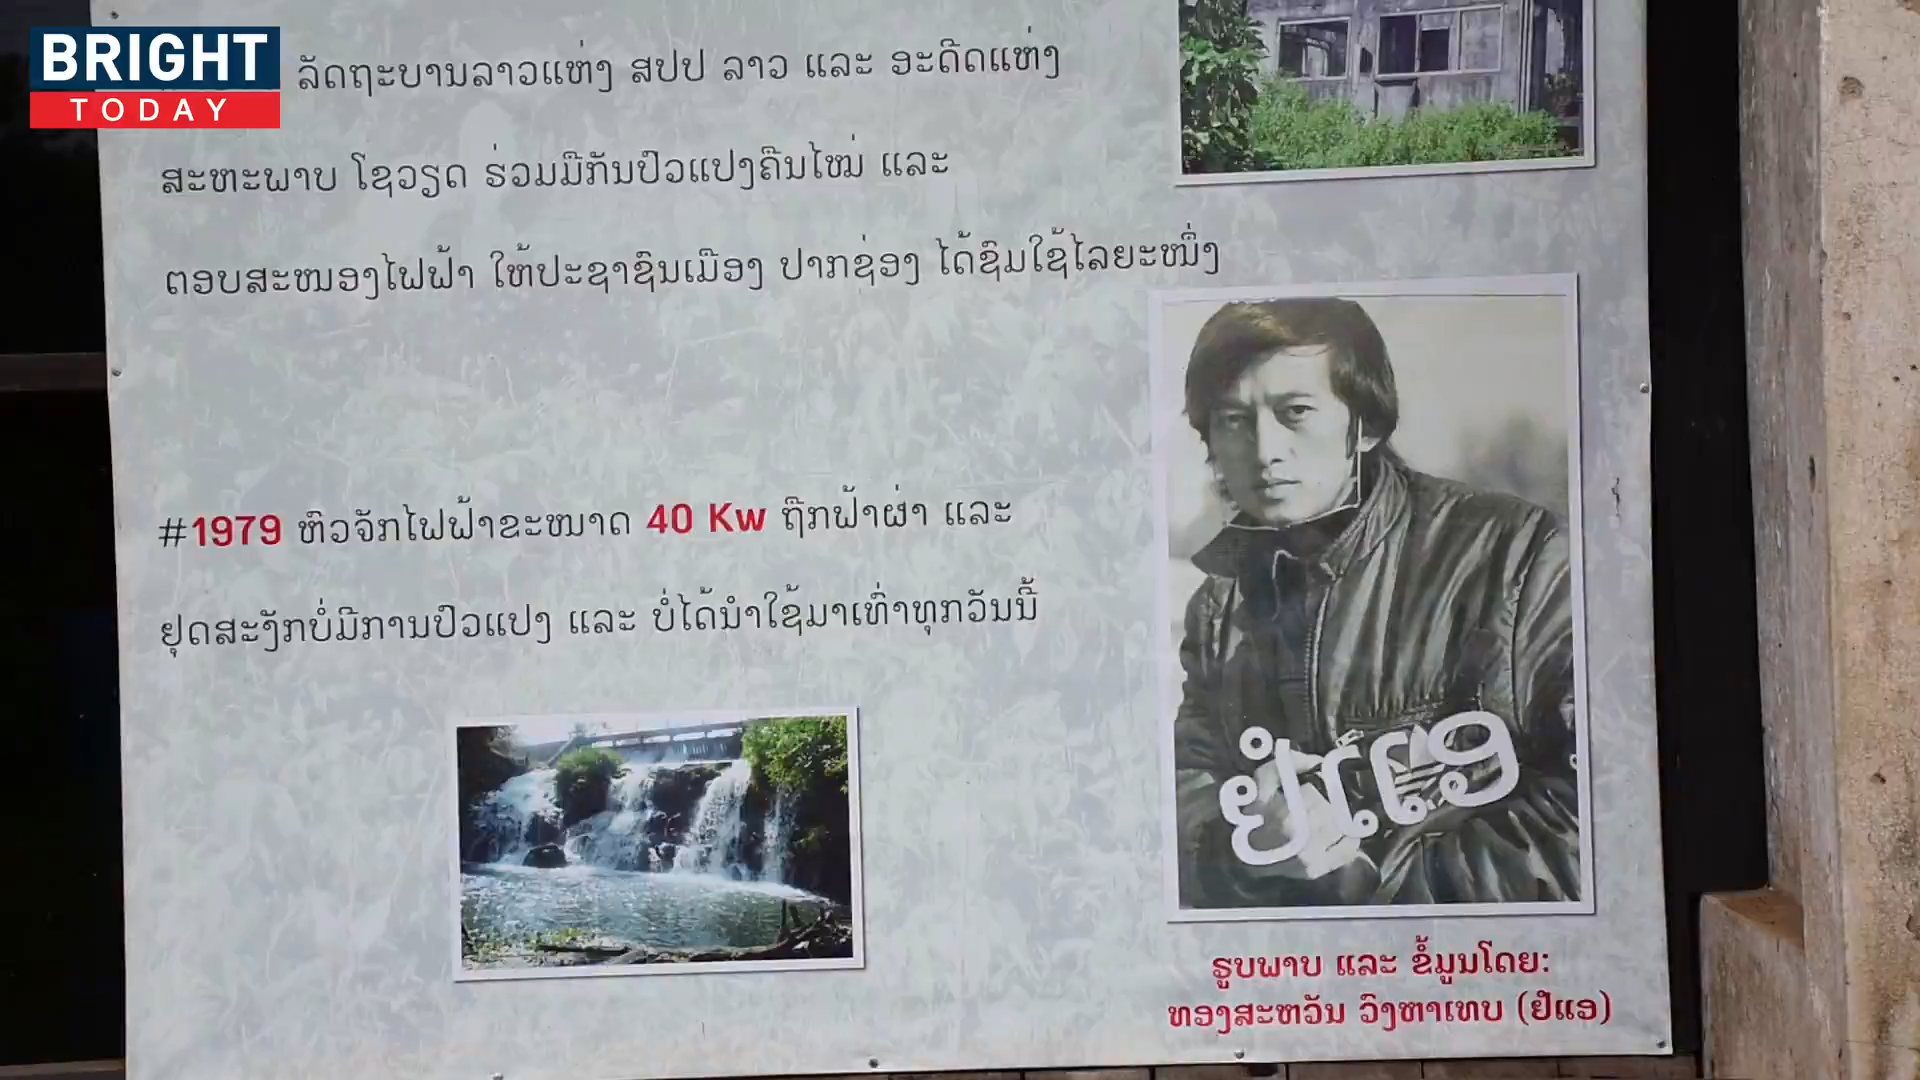 BRIGHT
TODAY
ລັດຖະບານລາວແຫ່ງ ສປປ ລາວ ແລະ ອະດີດແຫ່ງ
ສະຫະພາບ ໂຊວຽດ ຮ່ວມມືກັນປົວແປງຄືນໄໝ່ ແລະ
ຕອບສະໜອງໄຟຟ້າ ໃຫ້ປະຊາຊົນເມືອງ ປາກຊ່ອງ ໄດ້ຊົມໃຊ້ໄລຍະໜຶ່ງ
#1979 ຫົວຈັກໄຟຟ້າຂະໜາດ 40 Kw ຖືກຟ້າຜ່າ ແລະ
ຢຸດສະງັກບໍ່ມີການປົວແປງ ແລະ ບໍ່ໄດ້ນຳໃຊ້ມາເທົ່າທຸກວັນນີ້
ຢໍແອ
ຮູບພາບ ແລະ ຂໍ້ມູນໂດຍ:
ທອງສະຫວັນ ວົງຫາເທບ (ຢໍແອ)